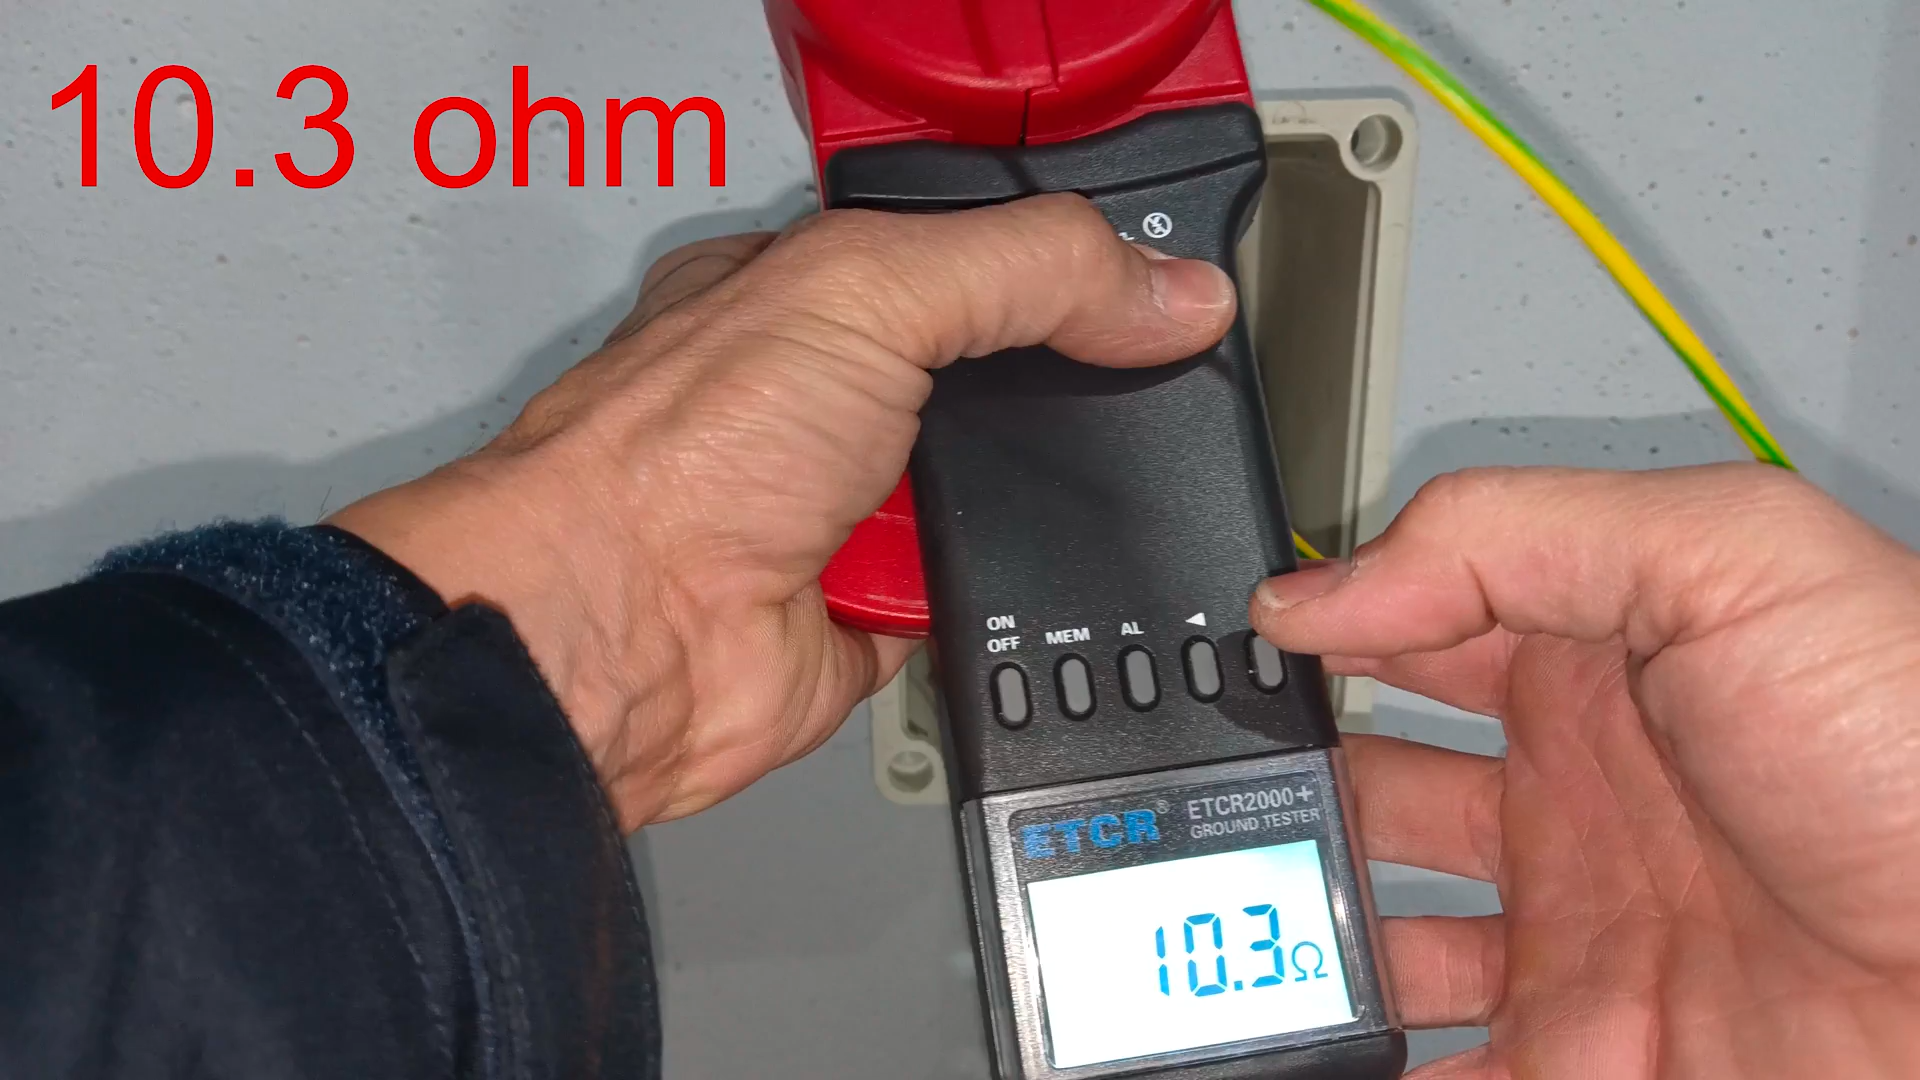 10.3 ohm
ON
OFF
MEM
AL
ETCR®
ETCR2000+
GROUND TESTER
10.3Ω